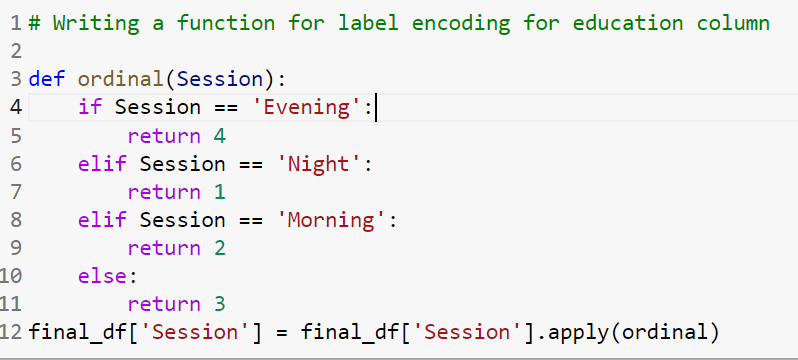 1 # Writing a function for label encoding for education column
2
3 def ordinal(Session):
4     if Session == 'Evening':
5         return 4
6     elif Session == 'Night':
7         return 1
8     elif Session == 'Morning':
9         return 2
10     else:
11         return 3
12 final_df['Session'] = final_df['Session'].apply(ordinal)